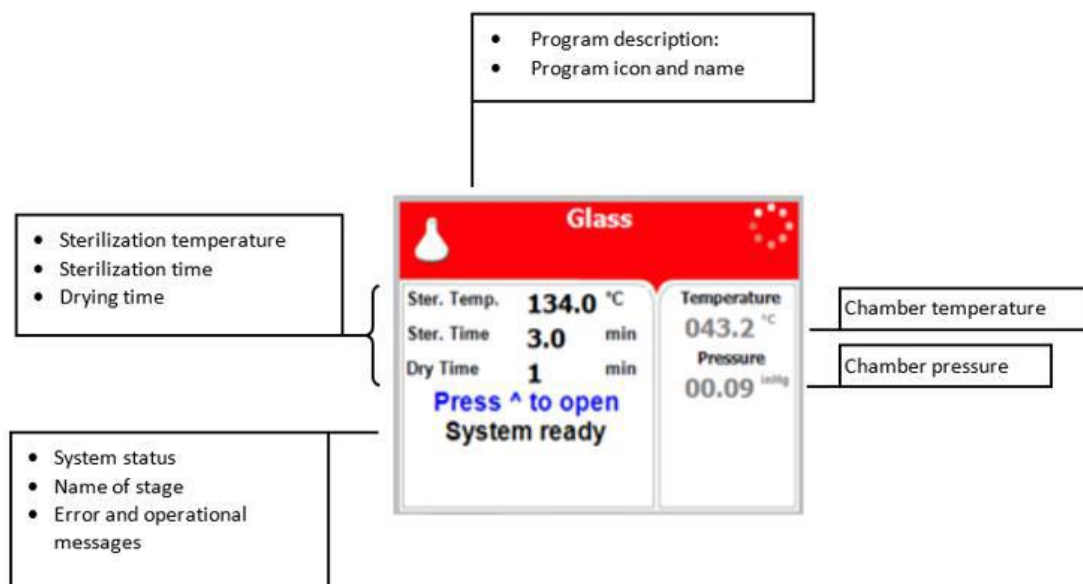 Program description:
Program icon and name
Sterilization temperature
Sterilization time
Drying time
Glass
Ster. Temp. 134.0 °C
Ster. Time 3.0 min
Dry Time 1 min
Press ^ to open
System ready
Temperature
043.2 °C
Pressure
00.09 inHg
Chamber temperature
Chamber pressure
System status
Name of stage
Error and operational
messages